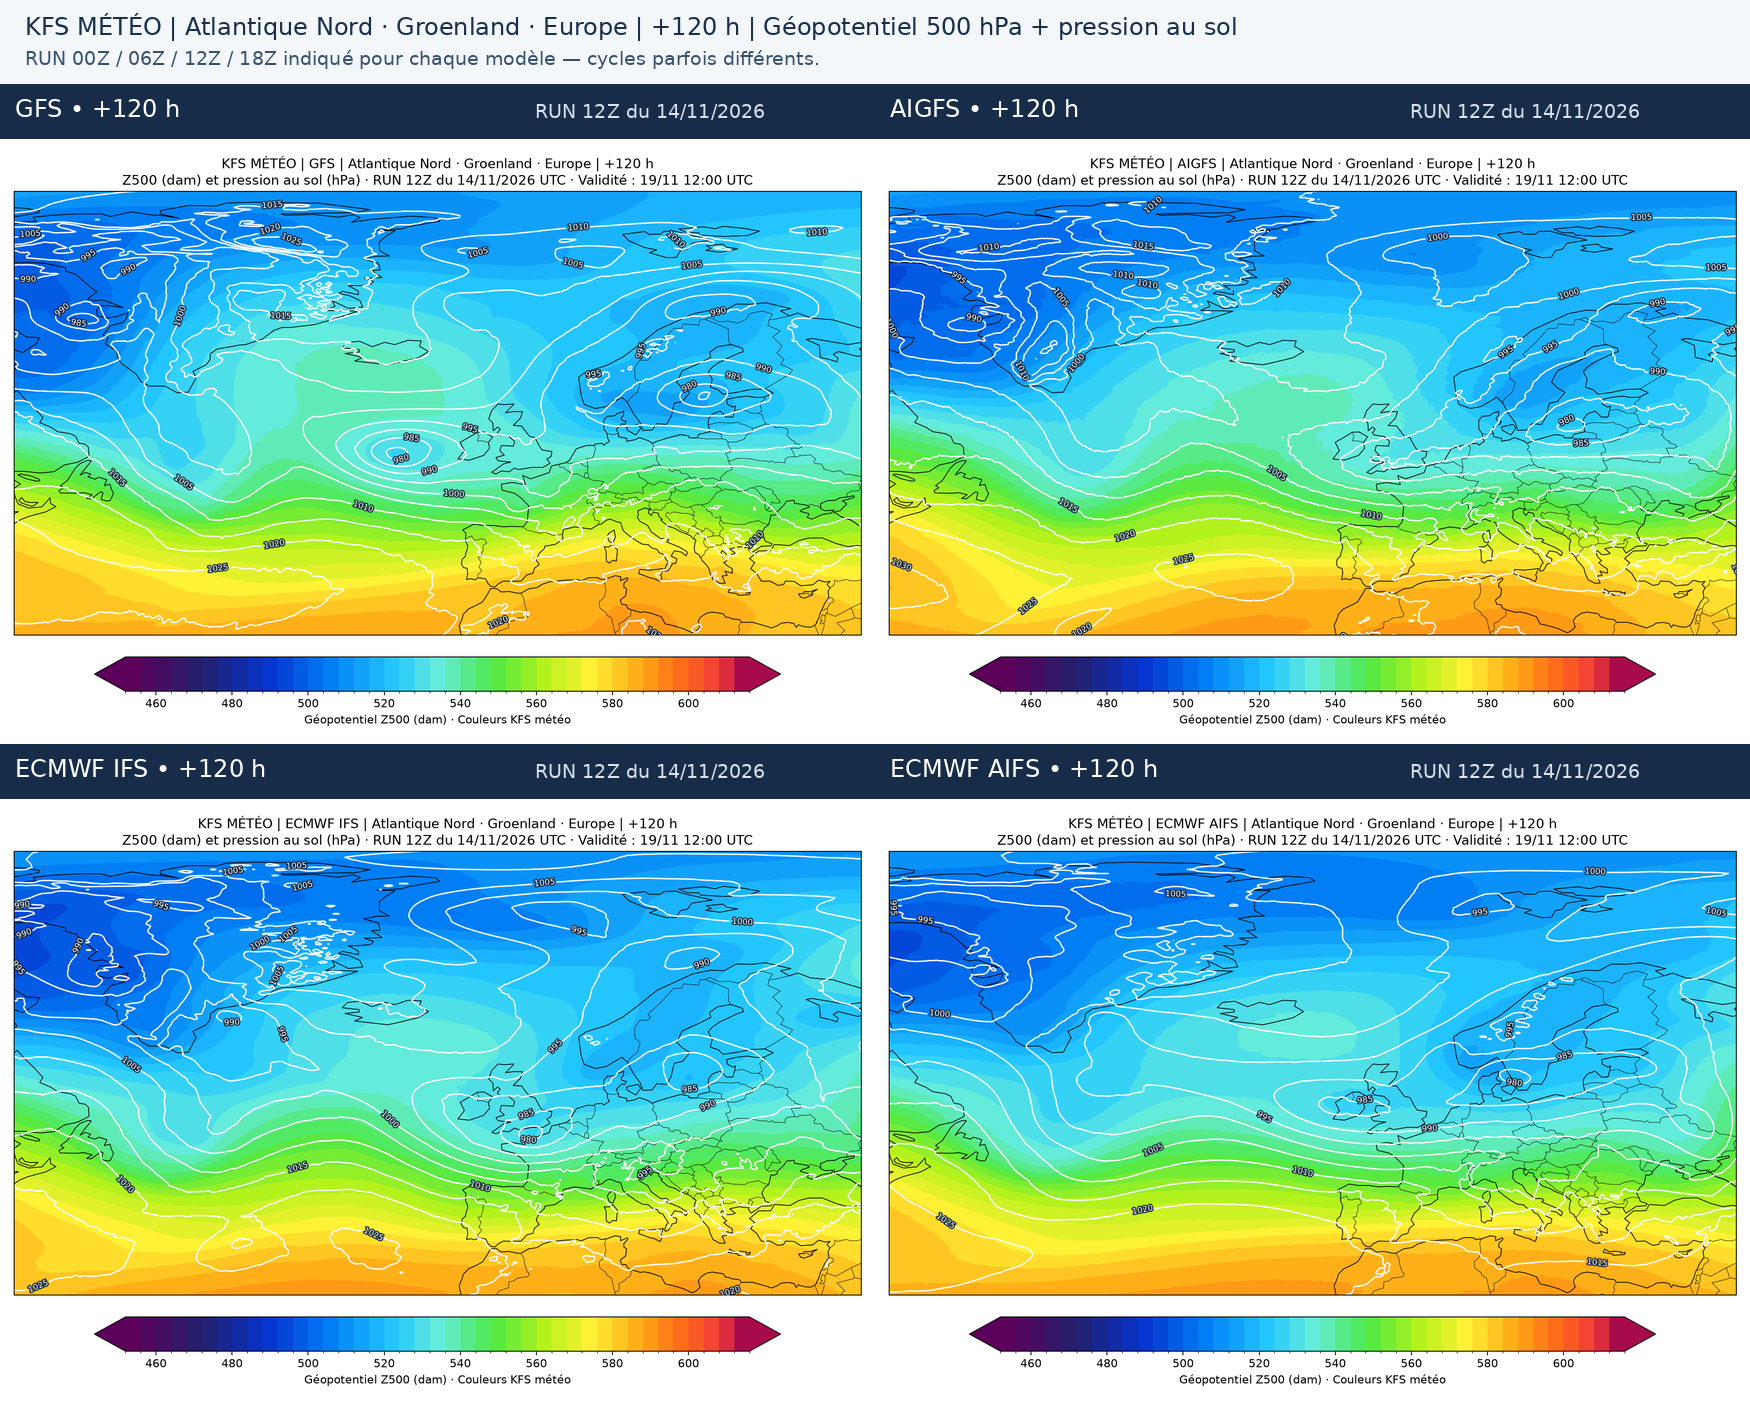 KFS MÉTÉO | Atlantique Nord · Groenland · Europe | +120 h | Géopotentiel 500 hPa + pression au sol
RUN 00Z / 06Z / 12Z / 18Z indiqué pour chaque modèle — cycles parfois différents.
GFS • +120 h
RUN 12Z du 14/11/2026
AIGFS • +120 h
RUN 12Z du 14/11/2026
KFS MÉTÉO | GFS | Atlantique Nord · Groenland · Europe | +120 h
Z500 (dam) et pression au sol (hPa) · RUN 12Z du 14/11/2026 UTC · Validité : 19/11 12:00 UTC
KFS MÉTÉO | AIGFS | Atlantique Nord · Groenland · Europe | +120 h
Z500 (dam) et pression au sol (hPa) · RUN 12Z du 14/11/2026 UTC · Validité : 19/11 12:00 UTC
460 480 500 520 540 560 580 600
Géopotentiel Z500 (dam) · Couleurs KFS météo
460 480 500 520 540 560 580 600
Géopotentiel Z500 (dam) · Couleurs KFS météo
ECMWF IFS • +120 h
RUN 12Z du 14/11/2026
ECMWF AIFS • +120 h
RUN 12Z du 14/11/2026
KFS MÉTÉO | ECMWF IFS | Atlantique Nord · Groenland · Europe | +120 h
Z500 (dam) et pression au sol (hPa) · RUN 12Z du 14/11/2026 UTC · Validité : 19/11 12:00 UTC
KFS MÉTÉO | ECMWF AIFS | Atlantique Nord · Groenland · Europe | +120 h
Z500 (dam) et pression au sol (hPa) · RUN 12Z du 14/11/2026 UTC · Validité : 19/11 12:00 UTC
460 480 500 520 540 560 580 600
Géopotentiel Z500 (dam) · Couleurs KFS météo
460 480 500 520 540 560 580 600
Géopotentiel Z500 (dam) · Couleurs KFS météo